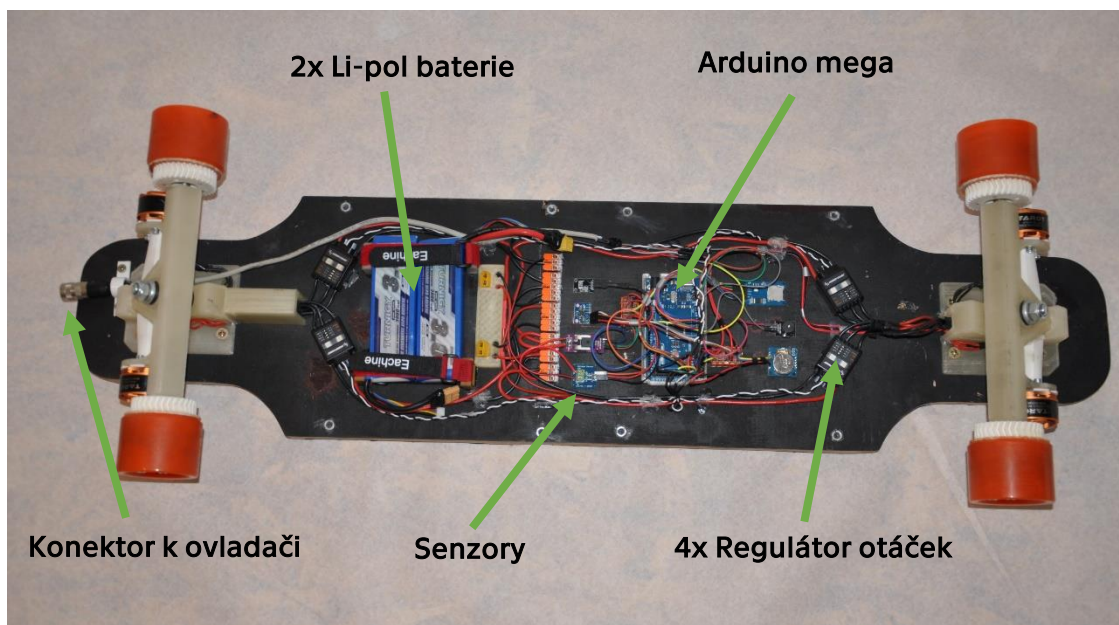 2x Li-pol baterie
Arduino mega
Eachine
Eachine
Konektor k ovladači
Senzory
4x Regulátor otáček